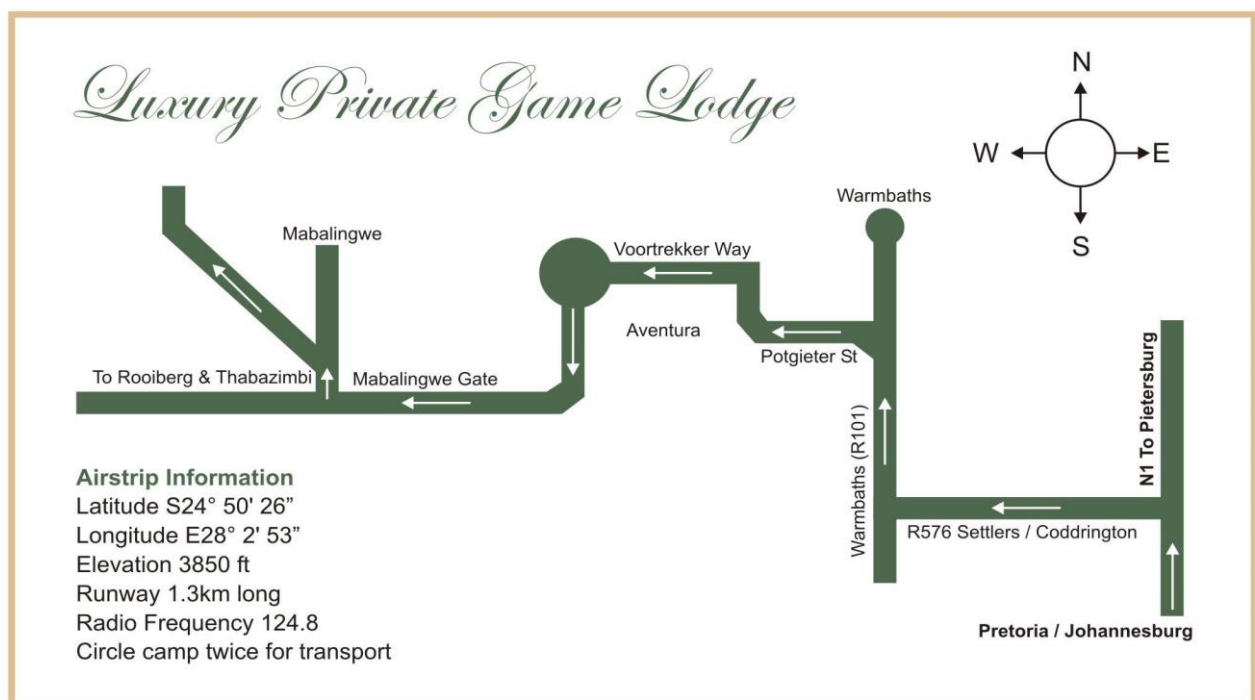 Luxury Private Game Lodge
N
W
E
S
Warmbaths
Mabalingwe
Voortrekker Way
Aventura
Potgieter St
To Rooiberg & Thabazimbi
Mabalingwe Gate
Warmbaths (R101)
N1 To Pietersburg
R576 Settlers / Coddrington
Pretoria / Johannesburg
Airstrip Information
Latitude S24° 50' 26”
Longitude E28° 2' 53”
Elevation 3850 ft
Runway 1.3km long
Radio Frequency 124.8
Circle camp twice for transport